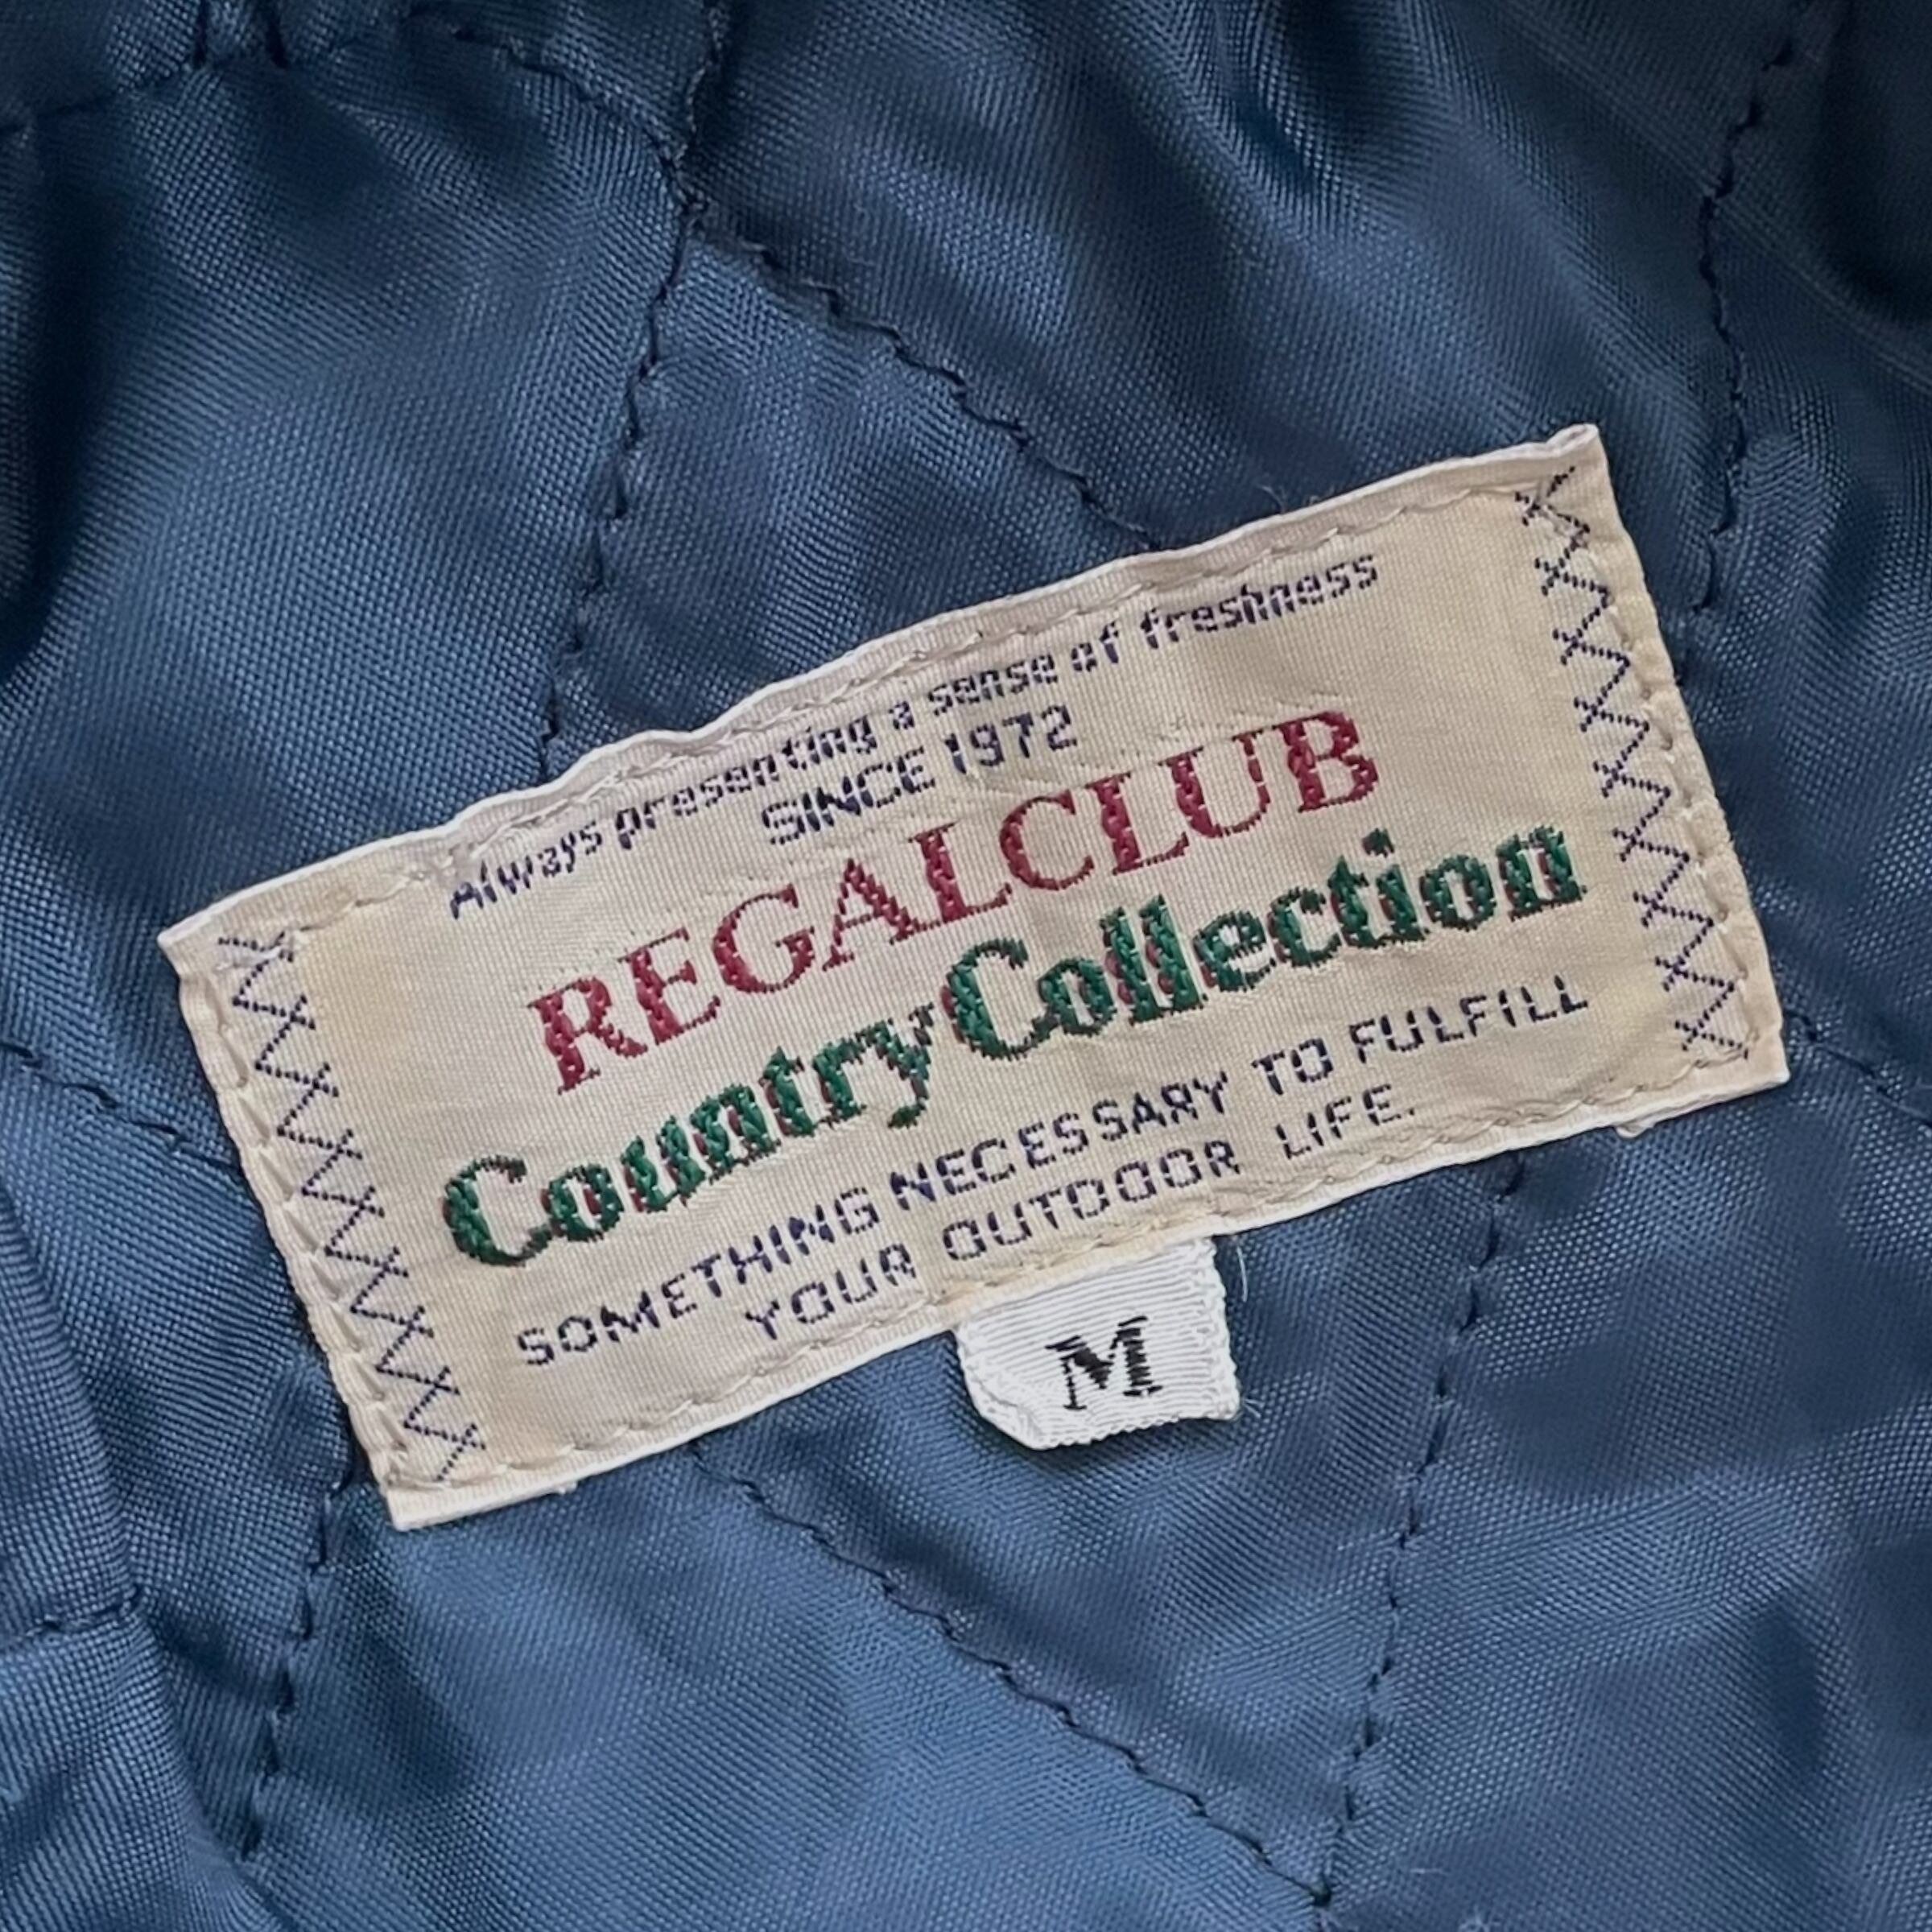 Always presenting a sense of freshness
SINCE 1972
REGALCLUB
Country Collection
SOMETHING NECESSARY TO FULFILL
YOUR OUTDOOR LIFE.
M